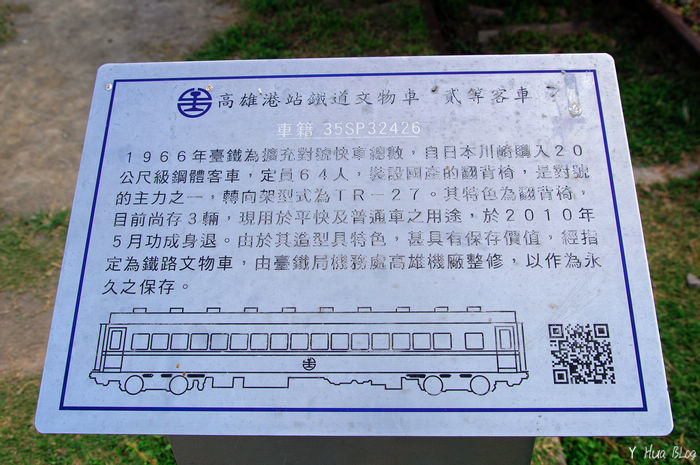 高雄港站鐵道文物車 貳等客車
車籍 35SP32426
1966年臺鐵為擴充對號快車總數，自日本川崎購入20
公尺級鋼體客車，定員64人，裝設國產的翻背椅，是對號
的主力之一，轉向架型式為TR-27。其特色為翻背椅，
目前尚存3輛，現用於平快及普通車之用途，於2010年
5月功成身退。由於其造型具特色，甚具有保存價值，經指
定為鐵路文物車，由臺鐵局機務處高雄機廠整修，以作為永
久之保存。
Y Hua BLog